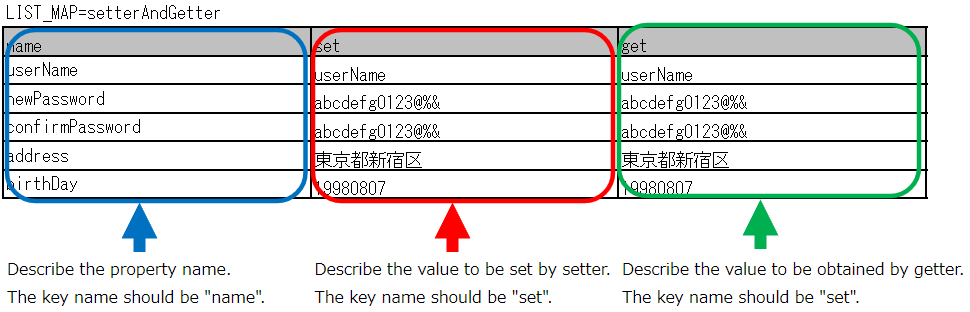 LIST_MAP=setterAndGetter
name set get
userName userName userName
newPassword abcdefg0123@%& abcdefg0123@%&
confirmPassword abcdefg0123@%& abcdefg0123@%&
address 東京都新宿区 東京都新宿区
birthDay 19980807 19980807
Describe the property name. Describe the value to be set by setter. Describe the value to be obtained by getter.
The key name should be "name". The key name should be "set". The key name should be "set".